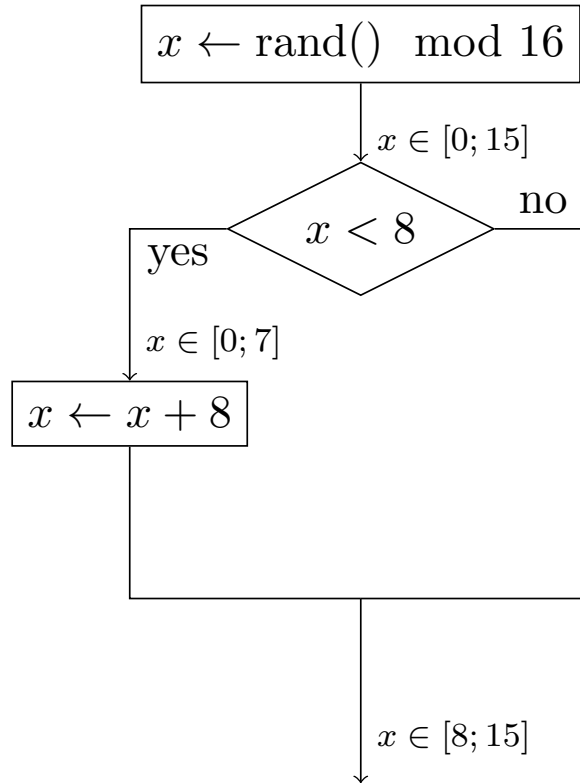 x ← rand() mod 16
x ∈ [0; 15]
x < 8
no
yes
x ∈ [0; 7]
x ← x + 8
x ∈ [8; 15]